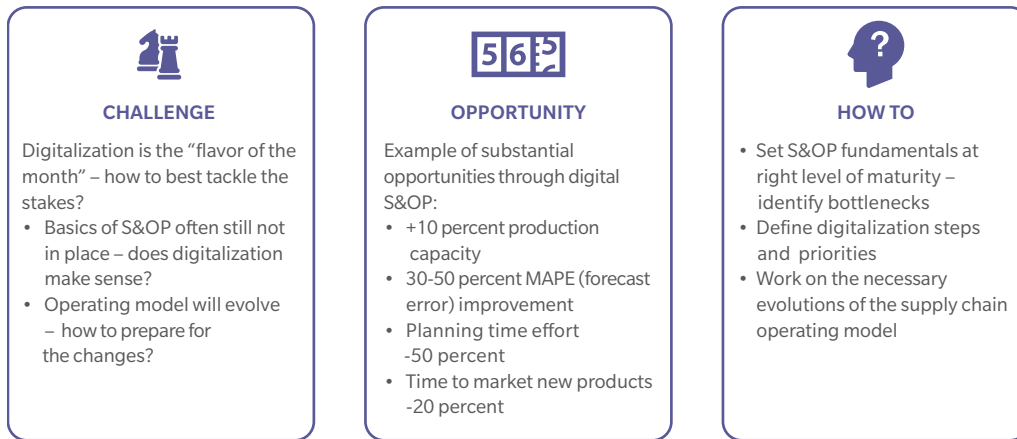 CHALLENGE
Digitalization is the “flavor of the
month” – how to best tackle the
stakes?
• Basics of S&OP often still not
in place – does digitalization
make sense?
• Operating model will evolve
– how to prepare for
the changes?
5 6 5
OPPORTUNITY
Example of substantial
opportunities through digital
S&OP:
• +10 percent production
capacity
• 30-50 percent MAPE (forecast
error) improvement
• Planning time effort
-50 percent
• Time to market new products
-20 percent
?
HOW TO
• Set S&OP fundamentals at
right level of maturity –
identify bottlenecks
• Define digitalization steps
and priorities
• Work on the necessary
evolutions of the supply chain
operating model